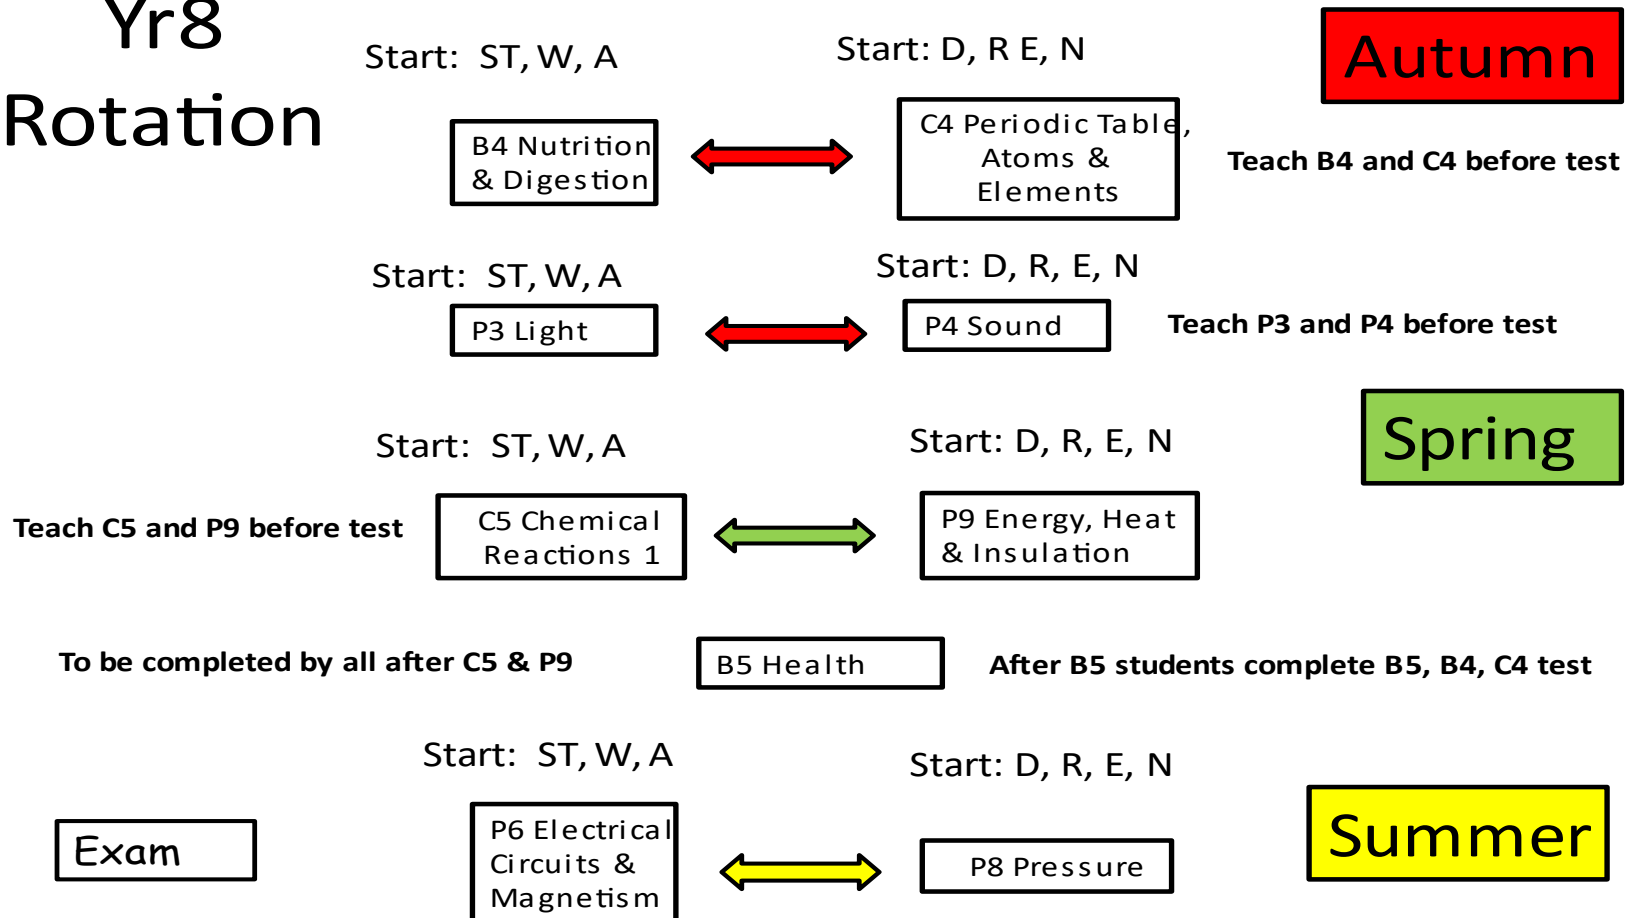 Yr8
Rotation
Start:  ST, W, A
Start: D, R E, N
Autumn
B4 Nutrition
& Digestion
C4 Periodic Table,
Atoms &
Elements
Teach B4 and C4 before test
Start:  ST, W, A
Start: D, R, E, N
P3 Light
P4 Sound
Teach P3 and P4 before test
Start:  ST, W, A
Start: D, R, E, N
Spring
Teach C5 and P9 before test
C5 Chemical
Reactions 1
P9 Energy, Heat
& Insulation
To be completed by all after C5 & P9
B5 Health
After B5 students complete B5, B4, C4 test
Start:  ST, W, A
Start: D, R, E, N
Summer
Exam
P6 Electrical
Circuits &
Magnetism
P8 Pressure